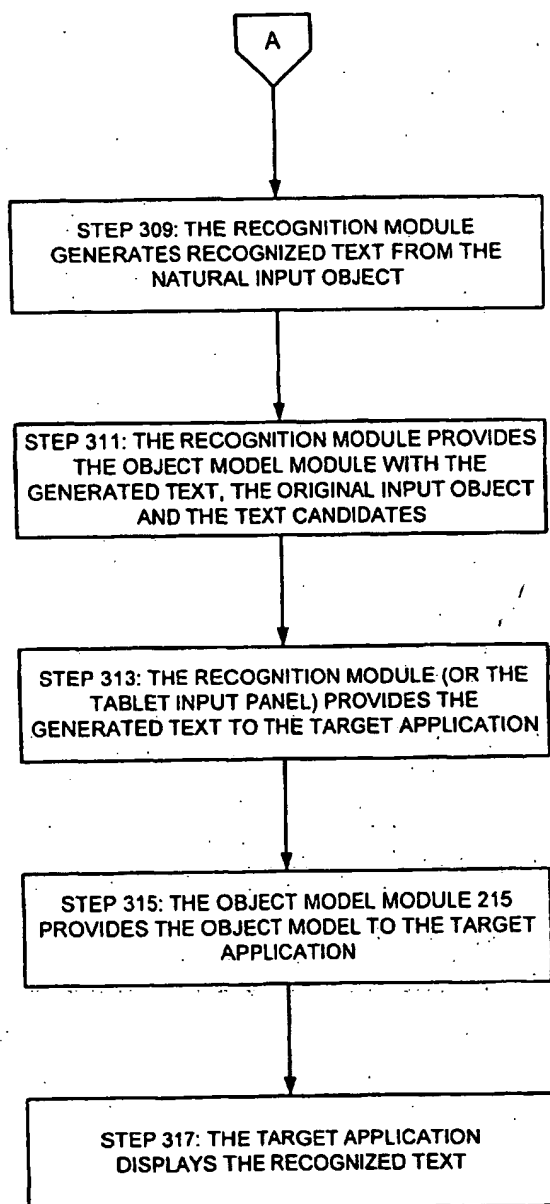 A
STEP 309: THE RECOGNITION MODULE
GENERATES RECOGNIZED TEXT FROM THE
NATURAL INPUT OBJECT
STEP 311: THE RECOGNITION MODULE PROVIDES
THE OBJECT MODEL MODULE WITH THE
GENERATED TEXT, THE ORIGINAL INPUT OBJECT
AND THE TEXT CANDIDATES
STEP 313: THE RECOGNITION MODULE (OR THE
TABLET INPUT PANEL) PROVIDES THE
GENERATED TEXT TO THE TARGET APPLICATION
STEP 315: THE OBJECT MODEL MODULE 215
PROVIDES THE OBJECT MODEL TO THE TARGET
APPLICATION
STEP 317: THE TARGET APPLICATION
DISPLAYS THE RECOGNIZED TEXT